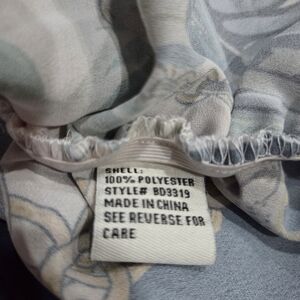 SHELL:
100% POLYESTER
STYLE# BD3319
MADE IN CHINA
SEE REVERSE FOR
CARE